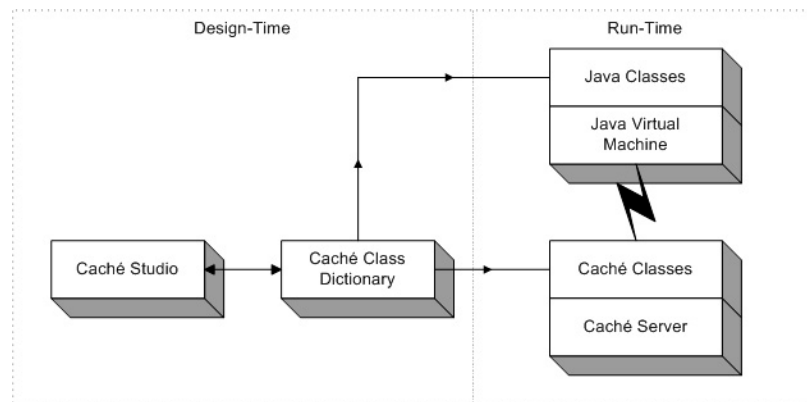 Design-Time
Run-Time
Java Classes
Java Virtual
Machine
Caché Studio
Caché Class
Dictionary
Caché Classes
Caché Server